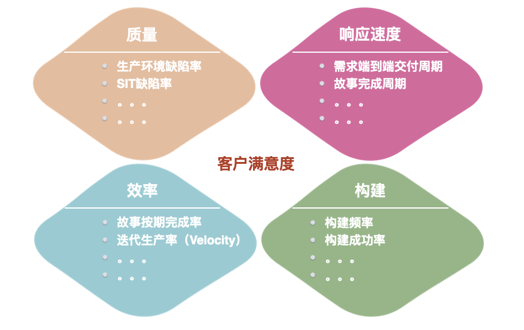 质量
生产环境缺陷率
SIT缺陷率
。。。
。。。
响应速度
需求端到端交付周期
故事完成周期
。。。
。。。
客户满意度
效率
故事按期完成率
迭代生产率（Velocity）
。。。
。。。
构建
构建频率
构建成功率
。。。
。。。